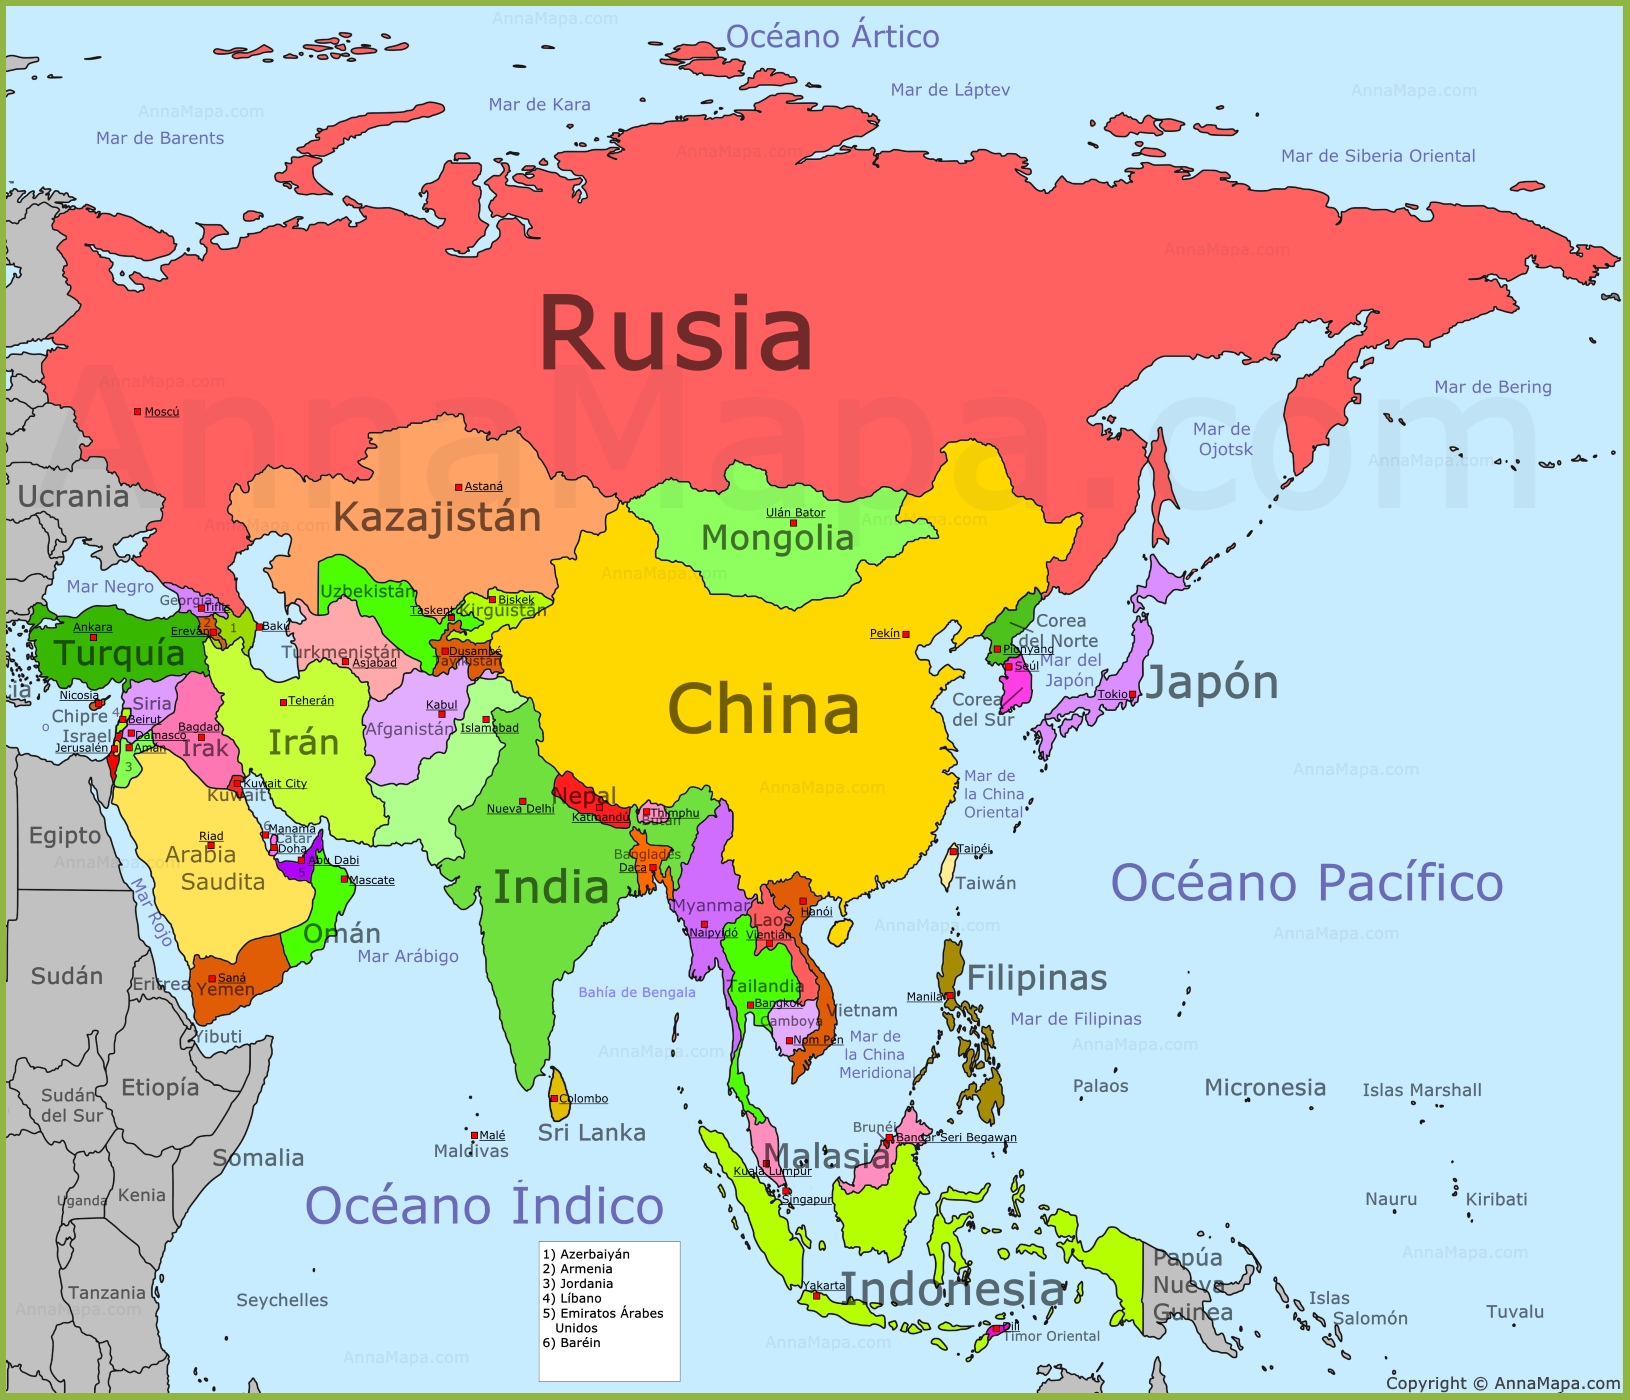 AnnaMapa.com
Océano Ártico
Mar de Kara
Mar de Láptev
AnnaMapa.com
AnnaMapa.com
Mar de Barents
AnnaMapa.com
Mar de Siberia Oriental
AnnaMapa.com
Rusia
AnnaMapa.com
AnnaMapa.com
Mar de Bering
Moscú
Mar de
Ojotsk
AnnaMapa.com
Ucrania
Astaná
Kazajistán
AnnaMapa.com
Ulán Bator
AnnaMapa.com
Mongolia
AnnaMapa.com
Mar Negro
Georgia
Tiflis
Uzbekistán
Taskent
Biskek
Kirguistán
Ankara
Ereván
2
1
Baku
Turquía
Turkmenistán
Asjabad
Dusambé
Tayikistán
Pekín
Corea
del Norte
Pionyang
Seúl
Mar del
Japón
Corea
del Sur
Tokio
Japón
China
Nicosia
Chipre
Siria
4
Beirut
Israel
Damasco
Jerusalén
Amán
3
Bagdad
Irak
Teherán
Irán
Kabul
Afganistán
Islamabad
Kuwait City
Kuwait
AnnaMapa.com
Mar de
la China
Oriental
AnnaMapa.com
Nueva Delhi
Nepal
Katmandú
Thimphu
Bután
Egipto
AnnaMapa.com
Riad
Arabia
Saudita
6
Manama
Catar
Doha
Abu Dabi
5
Mascate
Omán
Banglades
Daca
India
Taipéi
Taiwán
Océano Pacífico
Mar Rojo
Mar Arábigo
Myanmar
Naipyidó
Laos
Vientián
Hanói
AnnaMapa.com
AnnaMapa.com
Sudán
Eritrea
Saná
Yemen
Yibuti
Bahía de Bengala
Tailandia
Bangkok
Camboya
Nom Pen
Vietnam
Manila
Filipinas
Mar de Filipinas
Mar de
la China
Meridional
AnnaMapa.com
AnnaMapa.com
Etiopía
Sudán
del Sur
Colombo
Sri Lanka
Malé
Maldivas
Palaos
Micronesia
Islas Marshall
Brunéi
Bandar Seri Begawan
Malasia
Kuala Lumpur
Singapur
Somalia
Uganda
Kenia
Océano Índico
Nauru
Kiribati
1) Azerbaiyán
2) Armenia
3) Jordania
4) Líbano
5) Emiratos Árabes
Unidos
6) Baréin
AnnaMapa.com
Papúa
Nueva
Guinea
Yakarta
Indonesia
Tanzania
AnnaMapa.com
Seychelles
Islas
Salomón
Tuvalu
Dili
Timor Oriental
AnnaMapa.com
AnnaMapa.com
Copyright © AnnaMapa.com